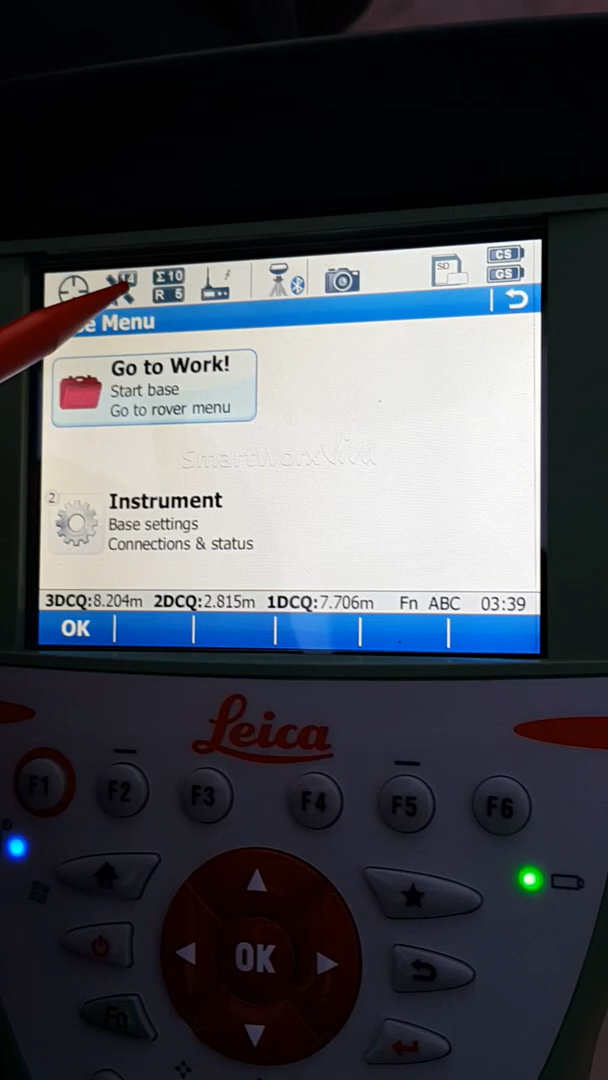 14
Σ10
R 5
SD
CS
GS
Menu
Go to Work!
Start base
Go to rover menu
SmartWorx Viva
2
Instrument
Base settings
Connections & status
3DCQ:8.204m 2DCQ:2.815m 1DCQ:7.706m Fn ABC 03:39
OK
Leica
F1 F2 F3 F4 F5 F6
OK
Fn